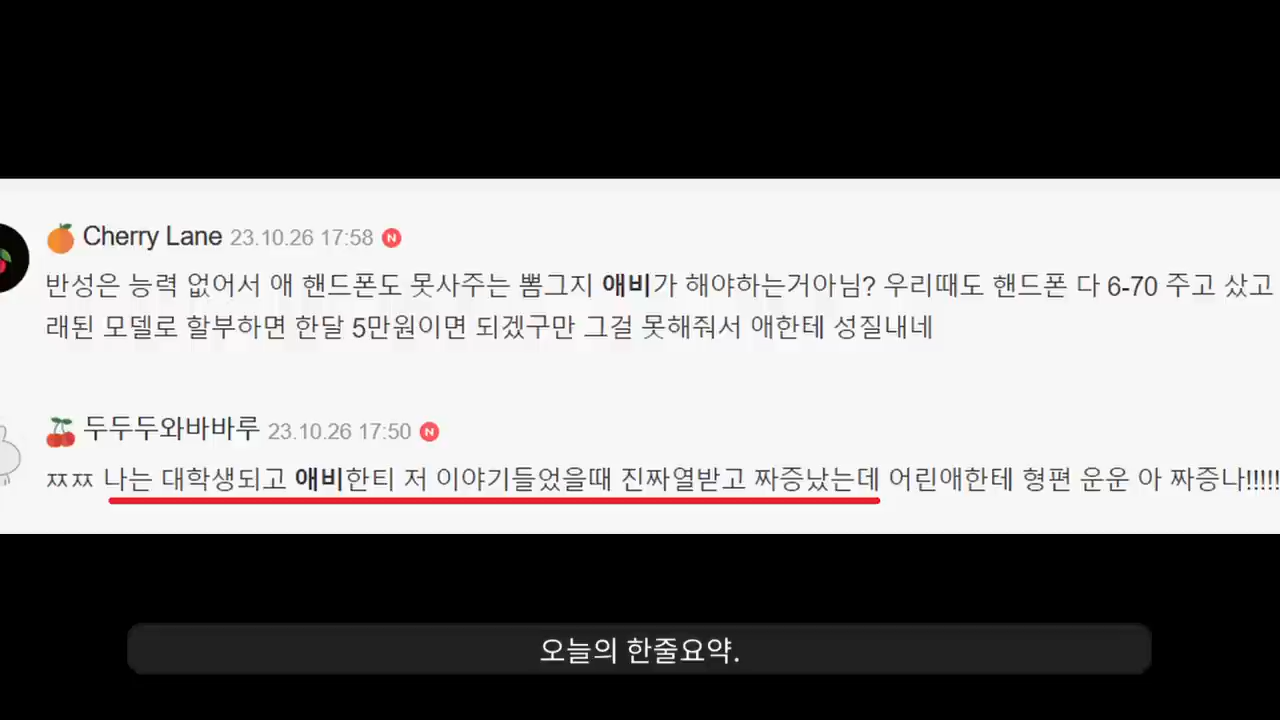 Cherry Lane 23.10.26 17:58 N
반성은 능력 없어서 애 핸드폰도 못사주는 뽐그지 애비가 해야하는거아님? 우리때도 핸드폰 다 6-70 주고 샀고
래된 모델로 할부하면 한달 5만원이면 되겠구만 그걸 못해줘서 애한테 성질내네
두두두와바바루 23.10.26 17:50 N
ㅉㅉ 나는 대학생되고 애비한티 저 이야기들었을때 진짜열받고 짜증났는데 어린애한테 형편 운운 아 짜증나!!!!!
오늘의 한줄요약.